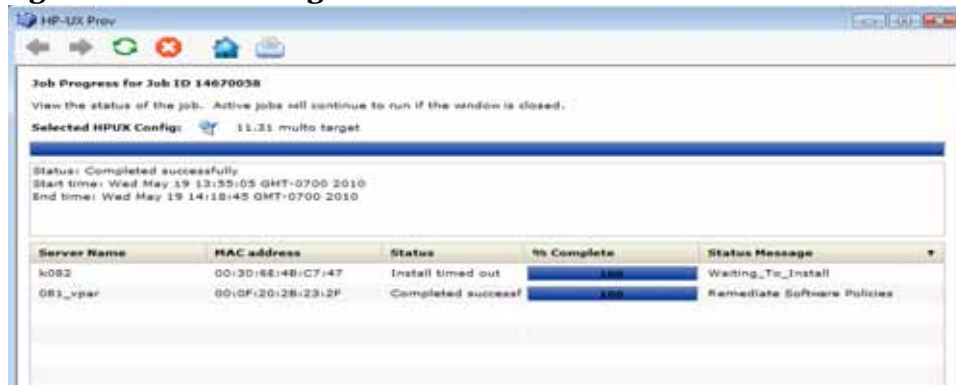 HP-UX Prov
Job Progress for Job ID 14670058
View the status of the job. Active jobs will continue to run if the window is closed.
Selected HPUX Config: 11.31 multo target
Status: Completed successfully
Start time: Wed May 19 13:55:05 GMT-0700 2010
End time: Wed May 19 14:18:45 GMT-0700 2010
Server Name MAC address Status % Complete Status Message
k082 00:30:6E:4B:C7:47 Install timed out 100 Waiting_To_Install
081_vpar 00:0F:20:2B:23:2F Completed successf 100 Remediate Software Policies